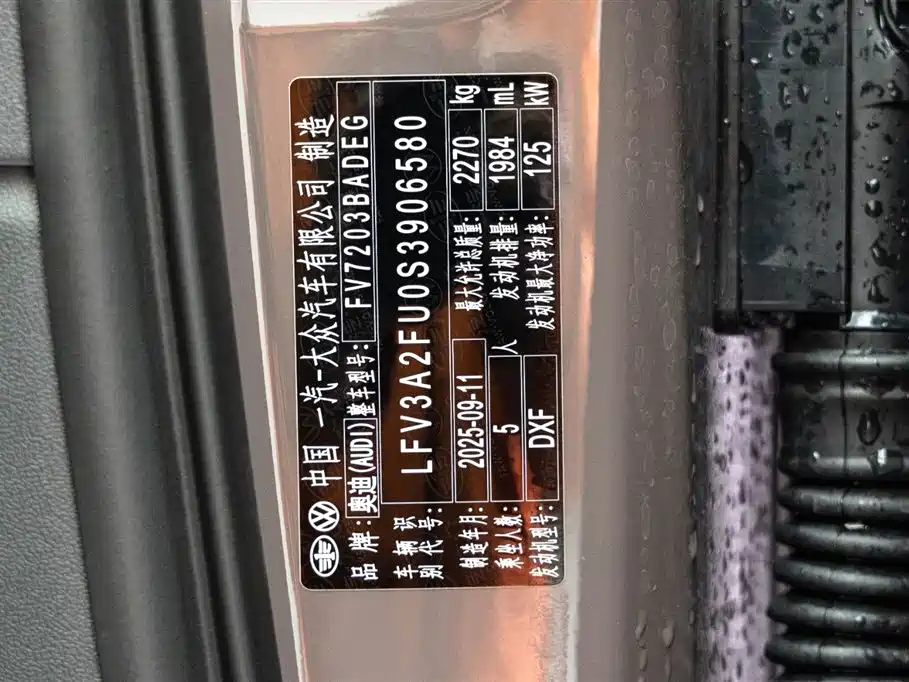 中国 一汽-大众汽车有限公司 制造
品牌:奥迪(AUDI)整车型号:FV7203BADEG
车辆识别代号:LFV3A2FU0S3906580
制造年月:2025-09-11 最大允许总质量:2270 kg
乘坐人数:5 人 发动机排量:1984 mL
发动机型号:DXF 发动机最大净功率:125 kW